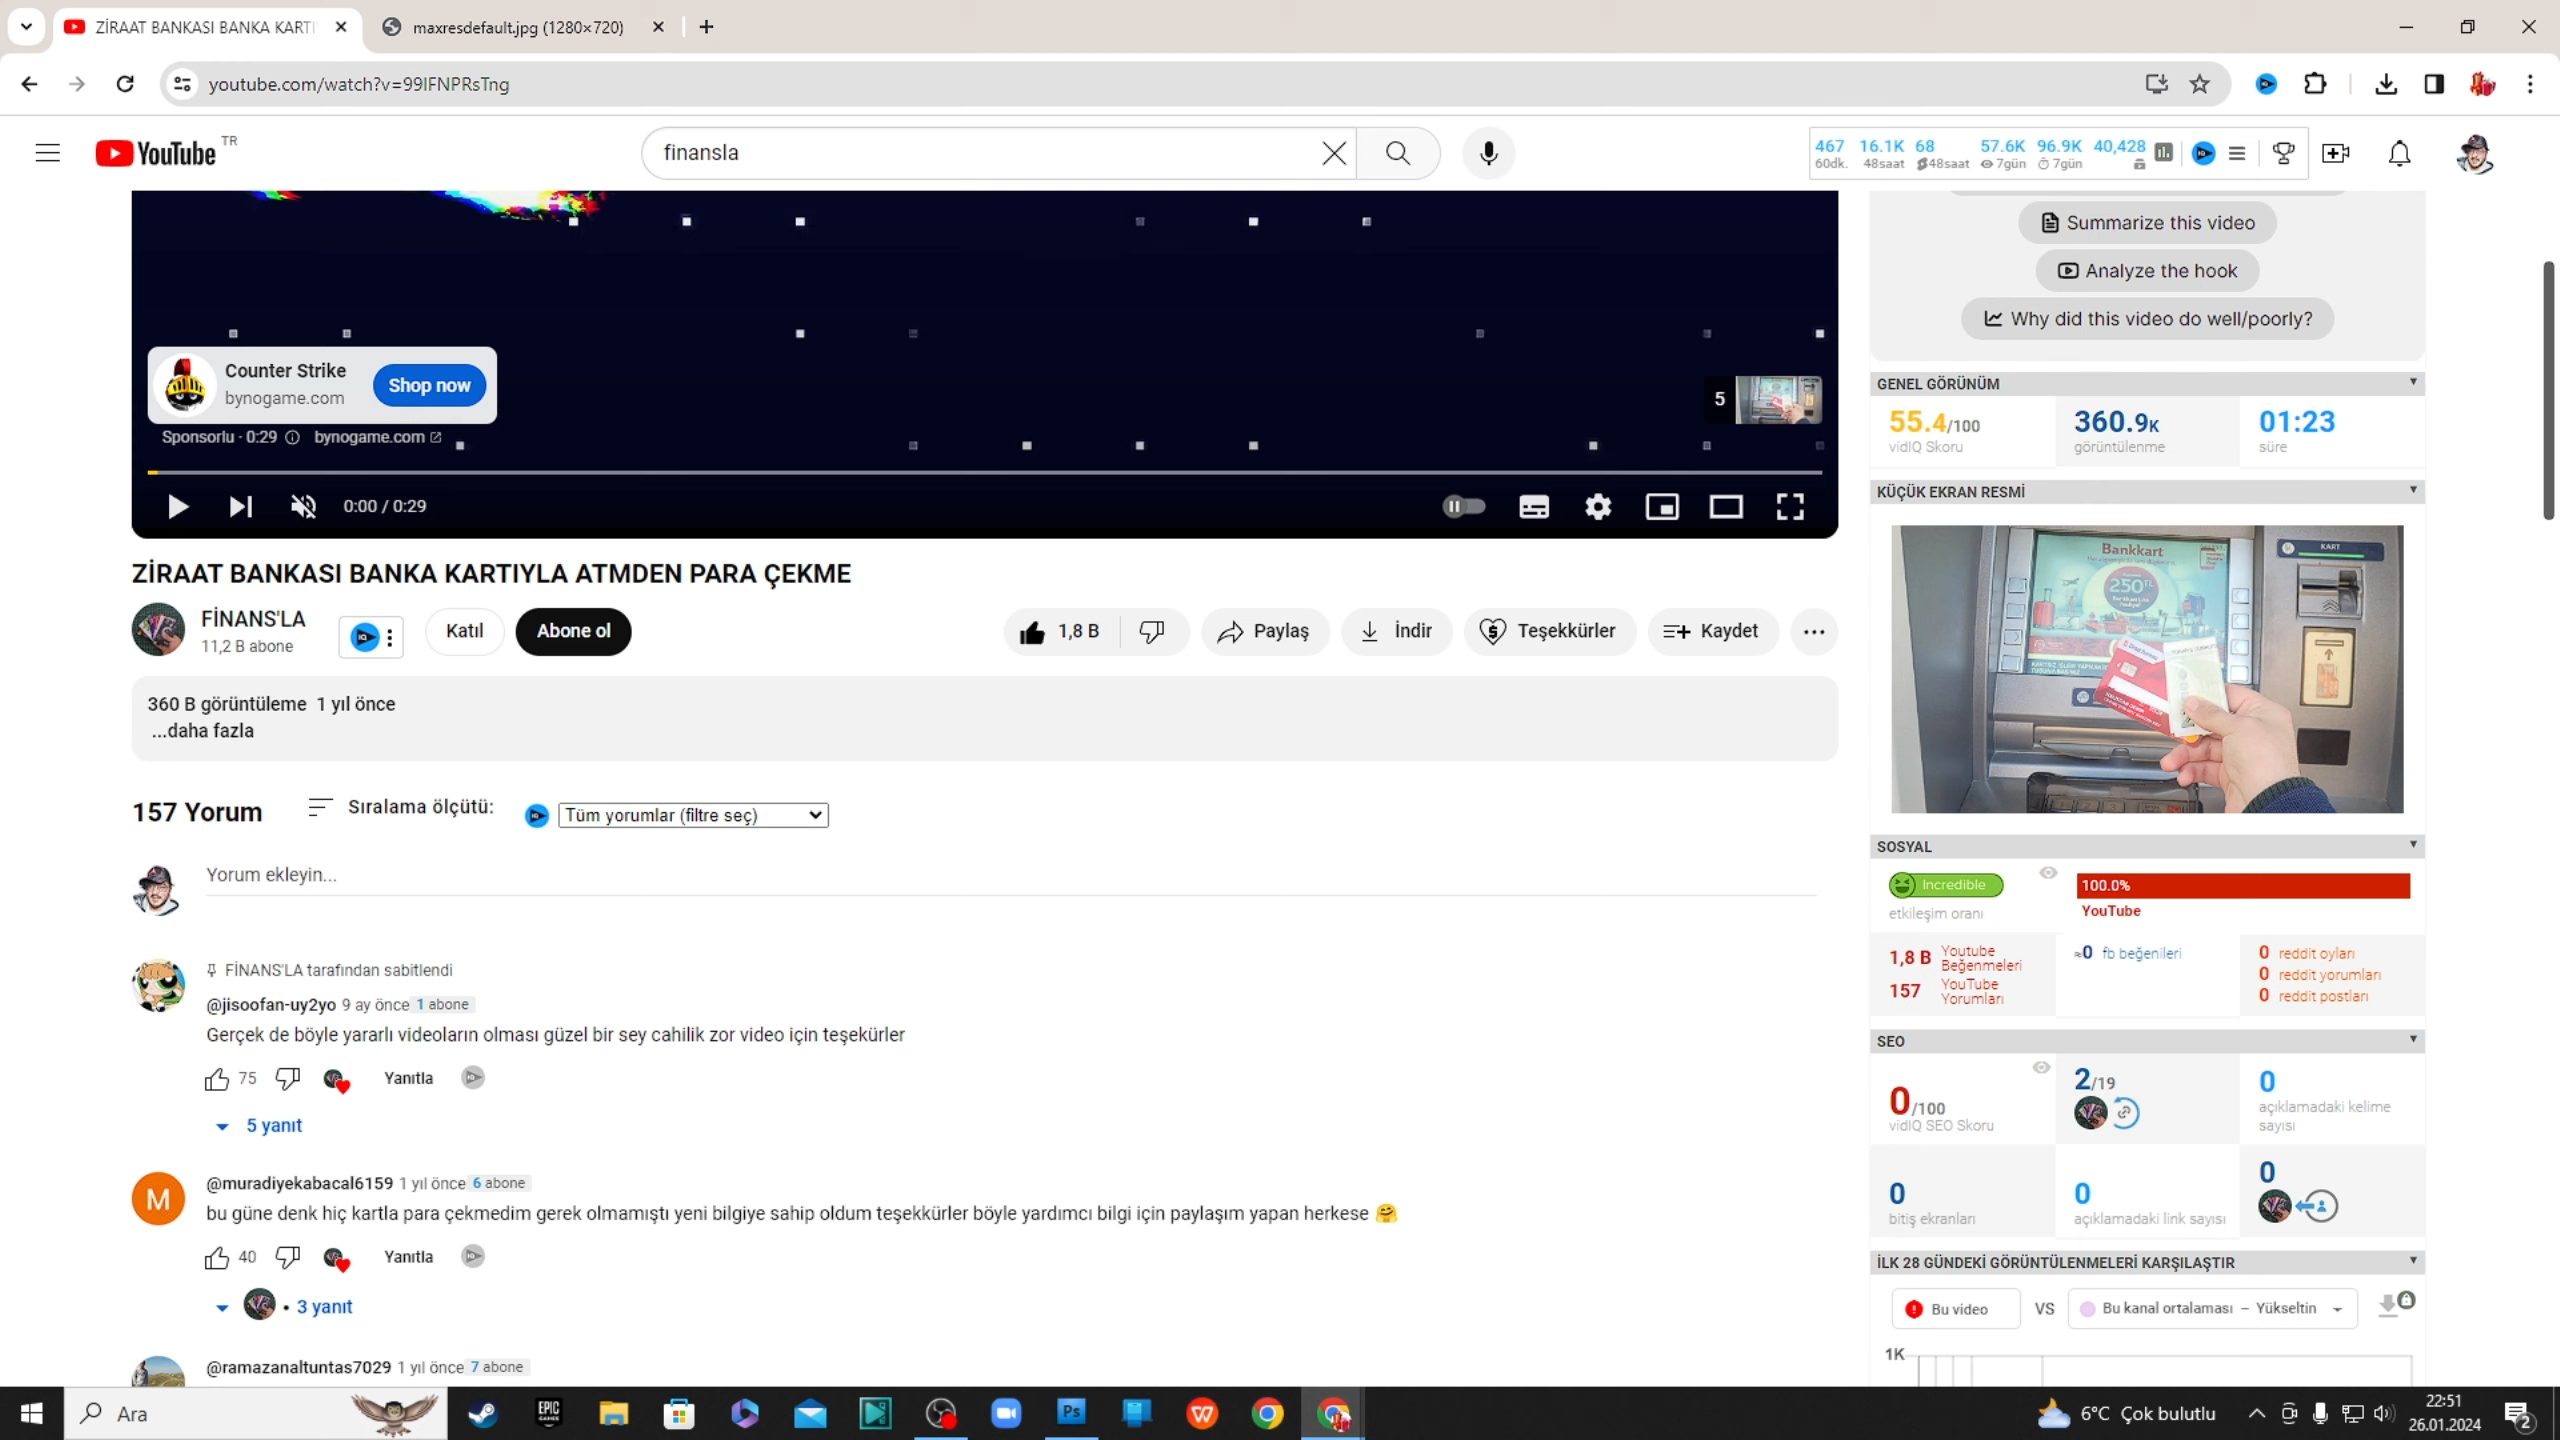 ZİRAAT BANKASI BANKA KARTI
maxresdefault.jpg (1280×720)
youtube.com/watch?v=99IFNPRsTng
YouTube TR
finansla
467 16.1K 68 57.6K 96.9K 40,428
60dk. 48saat 48saat 7gün 7gün
Counter Strike
bynogame.com
Shop now
Sponsorlu · 0:29 bynogame.com
5
0:00 / 0:29
ZİRAAT BANKASI BANKA KARTIYLA ATMDEN PARA ÇEKME
FİNANS'LA
11,2 B abone
Katıl
Abone ol
1,8 B
Paylaş
İndir
Teşekkürler
Kaydet
360 B görüntüleme 1 yıl önce
...daha fazla
157 Yorum
Sıralama ölçütü:
Tüm yorumlar (filtre seç)
Yorum ekleyin...
FİNANS'LA tarafından sabitlendi
@jisoofan-uy2yo 9 ay önce 1 abone
Gerçek de böyle yararlı videoların olması güzel bir sey cahilik zor video için teşekürler
75 Yanıtla
5 yanıt
M
@muradiyekabacal6159 1 yıl önce 6 abone
bu güne denk hiç kartla para çekmedim gerek olmamıştı yeni bilgiye sahip oldum teşekkürler böyle yardımcı bilgi için paylaşım yapan herkese 🤗
40 Yanıtla
• 3 yanıt
@ramazanaltuntas7029 1 yıl önce 7 abone
Summarize this video
Analyze the hook
Why did this video do well/poorly?
GENEL GÖRÜNÜM
55.4/100
vidIQ Skoru
360.9K
görüntülenme
01:23
süre
KÜÇÜK EKRAN RESMİ
Bankkart
250TL
KART
SOSYAL
Incredible
etkileşim oranı
100.0%
YouTube
1,8 B Youtube Beğenmeleri
157 YouTube Yorumları
≈0 fb beğenileri
0 reddit oyları
0 reddit yorumları
0 reddit postları
SEO
0/100
vidIQ SEO Skoru
2/19
0
açıklamadaki kelime
sayısı
0
bitiş ekranları
0
açıklamadaki link sayısı
0
İLK 28 GÜNDEKİ GÖRÜNTÜLENMELERİ KARŞILAŞTIR
Bu video
VS
Bu kanal ortalaması – Yükseltin
1K
Ara
EPIC GAMES
Ps
6°C Çok bulutlu
22:51
26.01.2024
2